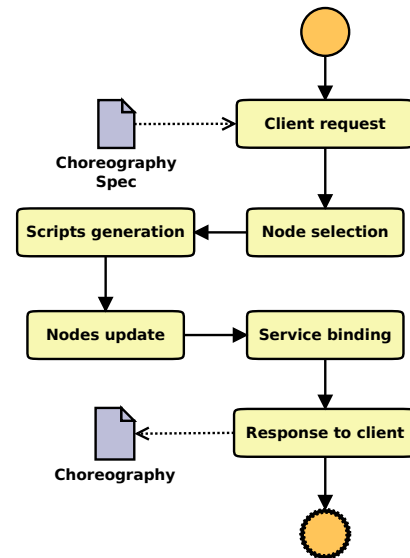 Client request
Choreography
Spec
Scripts generation
Node selection
Nodes update
Service binding
Response to client
Choreography